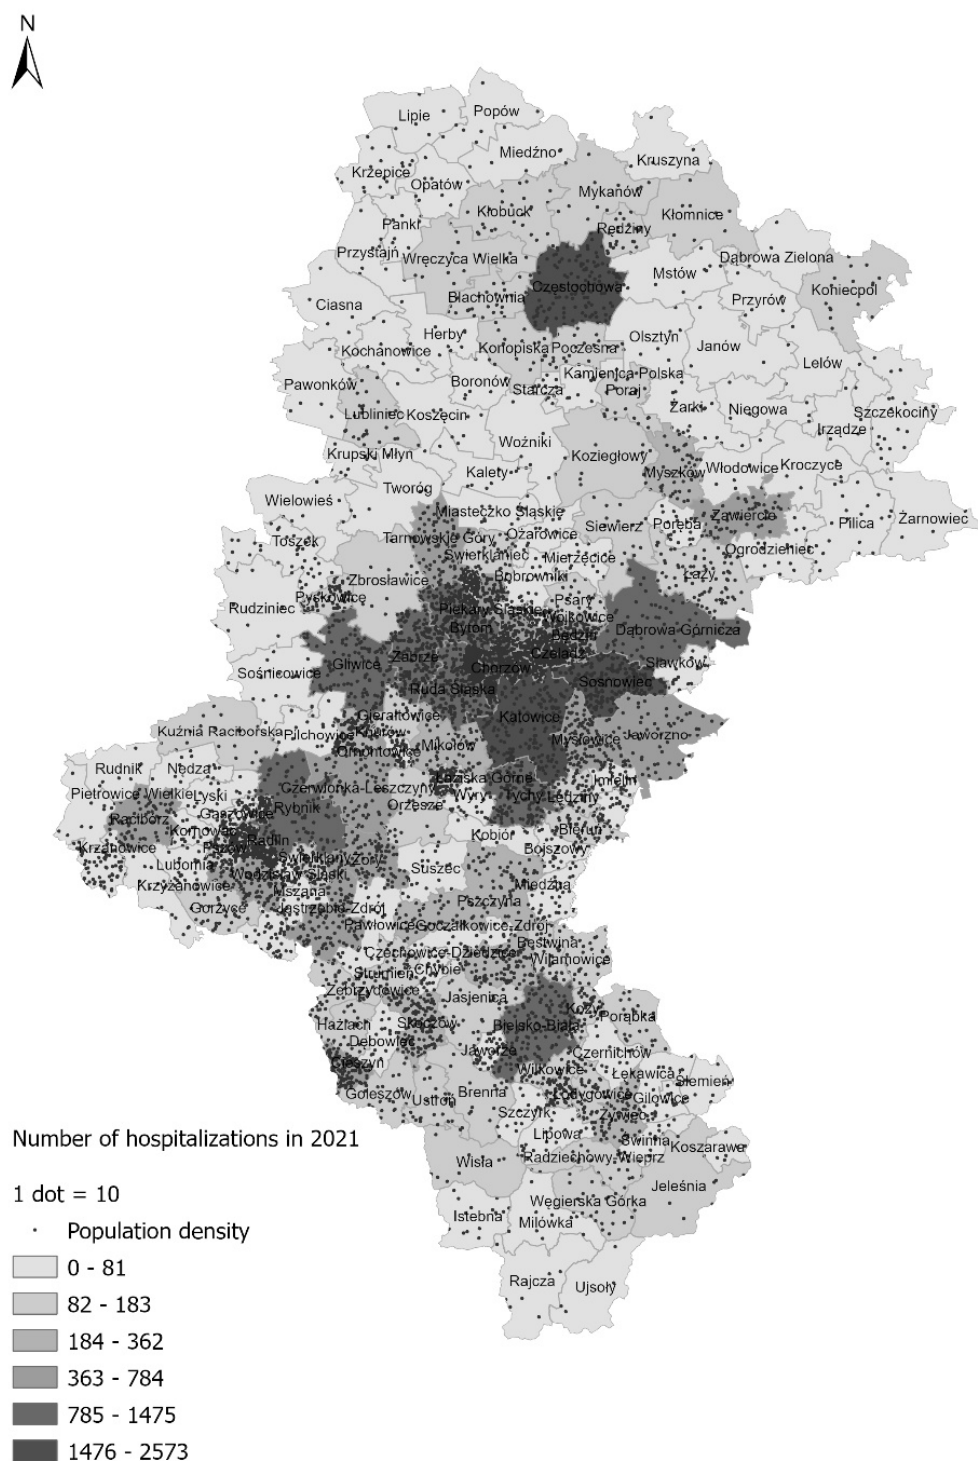 N
Lipie
Popów
Miedźno
Kruszyna
Krzepice
Opatów
Mykanów
Kłobuck
Kłomnice
Panki
Rędziny
Przystajń
Wręczyca Wielka
Dąbrowa Zielona
Mstów
Częstochowa
Koniecpol
Blachownia
Przyrów
Ciasna
Herby
Olsztyn
Janów
Kochanowice
Konopiska
Poczesna
Lelów
Kamienica Polska
Pawonków
Boronów
Starcza
Poraj
Lubliniec
Koszęcin
Żarki
Niegowa
Szczekociny
Irządze
Woźniki
Koziegłowy
Krupski Młyn
Kalety
Myszków
Włodowice
Kroczyce
Tworóg
Wielowieś
Miasteczko Śląskie
Zawiercie
Siewierz
Poręba
Pilica
Żarnowiec
Toszek
Tarnowskie Góry
Ożarowice
Świerklaniec
Mierzęcice
Ogrodzieniec
Zbrosławice
Bobrowniki
Łazy
Pyskowice
Rudziniec
Psary
Piekary Śląskie
Wojkowice
Bytom
Będzin
Dąbrowa Górnicza
Gliwice
Zabrze
Czeladź
Chorzów
Sławków
Sośnicowice
Ruda Śląska
Sosnowiec
Gierałtowice
Katowice
Kuźnia Raciborska
Pilchowice
Knurów
Ornontowice
Mikołów
Mysłowice
Jaworzno
Rudnik
Nędza
Łaziska Górne
Imielin
Pietrowice Wielkie
Lyski
Czerwionka-Leszczyny
Wyry
Tychy
Lędziny
Orzesze
Racibórz
Gaszowice
Rybnik
Kornowac
Bieruń
Krzanowice
Pszów
Radlin
Kobiór
Bojszowy
Lubomia
Świerklany
Żory
Suszec
Wodzisław Śląski
Krzyżanowice
Mszana
Miedźna
Gorzyce
Jastrzębie-Zdrój
Pszczyna
Pawłowice
Goczałkowice-Zdrój
Czechowice-Dziedzice
Bestwina
Wilamowice
Strumień
Chybie
Zebrzydowice
Jasienica
Kozy
Porąbka
Hażlach
Skoczów
Bielsko-Biała
Dębowiec
Jaworze
Czernichów
Cieszyn
Wilkowice
Łękawica
Ślemień
Goleszów
Ustroń
Brenna
Łodygowice
Gilowice
Szczyrk
Żywiec
Lipowa
Świnna
Koszarawa
Wisła
Radziechowy-Wieprz
Jeleśnia
Węgierska Górka
Istebna
Milówka
Rajcza
Ujsoły
Number of hospitalizations in 2021
1 dot = 10
Population density
0 - 81
82 - 183
184 - 362
363 - 784
785 - 1475
1476 - 2573